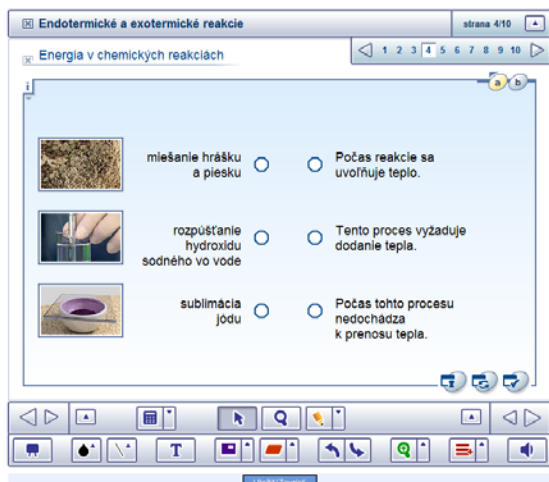 Endotermické a exotermické reakcie
strana 4/10
Energia v chemických reakciách
1 2 3 4 5 6 7 8 9 10
i
a b
miešanie hrášku
a piesku
Počas reakcie sa
uvoľňuje teplo.
rozpúšťanie
hydroxidu
sodného vo vode
Tento proces vyžaduje
dodanie tepla.
sublimácia
jódu
Počas tohto procesu
nedochádza
k prenosu tepla.
T